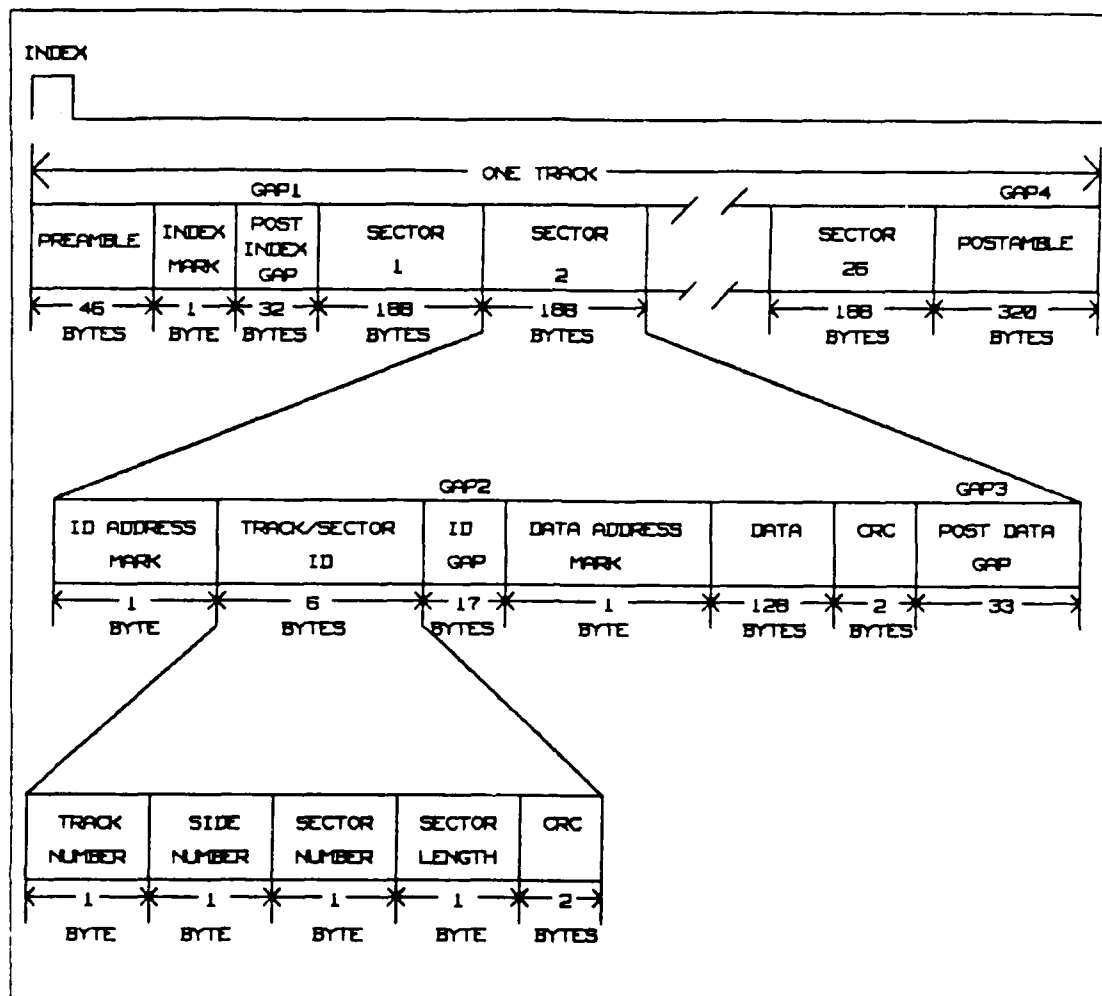 INDEX
ONE TRACK
GAP1 GAP4
PREAMBLE INDEX MARK POST INDEX GAP SECTOR 1 SECTOR 2 SECTOR 26 POSTAMBLE
46 BYTES 1 BYTE 32 BYTES 188 BYTES 188 BYTES 188 BYTES 320 BYTES
GAP2 GAP3
ID ADDRESS MARK TRACK/SECTOR ID ID GAP DATA ADDRESS MARK DATA CRC POST DATA GAP
1 BYTE 6 BYTES 17 BYTES 1 BYTE 128 BYTES 2 BYTES 33
TRACK NUMBER SIDE NUMBER SECTOR NUMBER SECTOR LENGTH CRC
1 BYTE 1 BYTE 1 BYTE 1 BYTE 2 BYTES